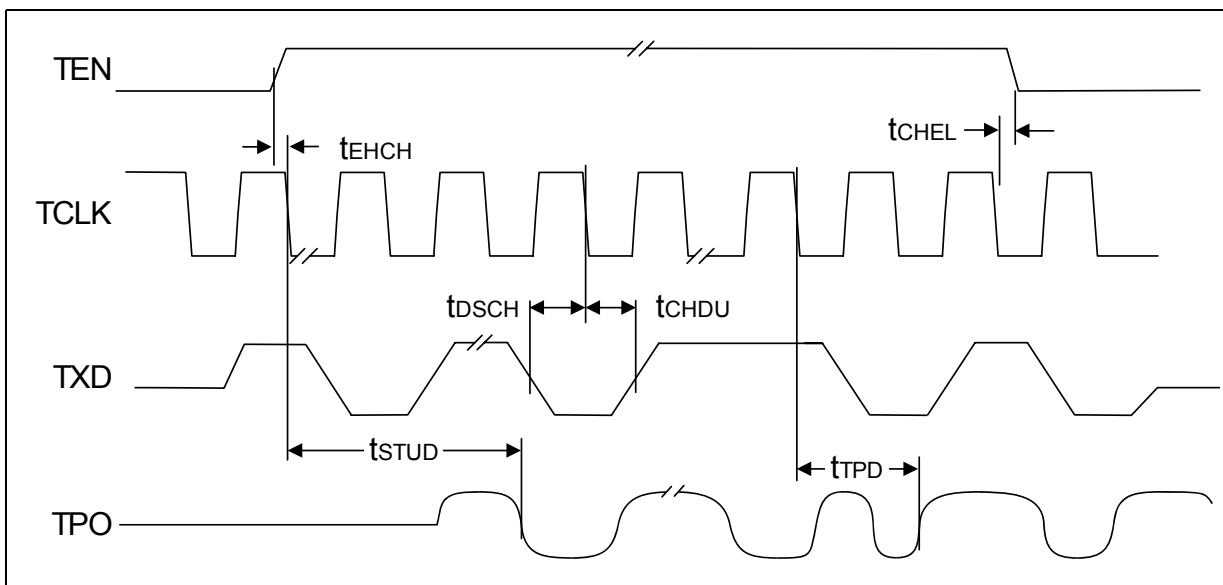 TEN
tCHEL
tEHCH
TCLK
tDSCH
tCHDU
TXD
tSTUD
tTPD
TPO